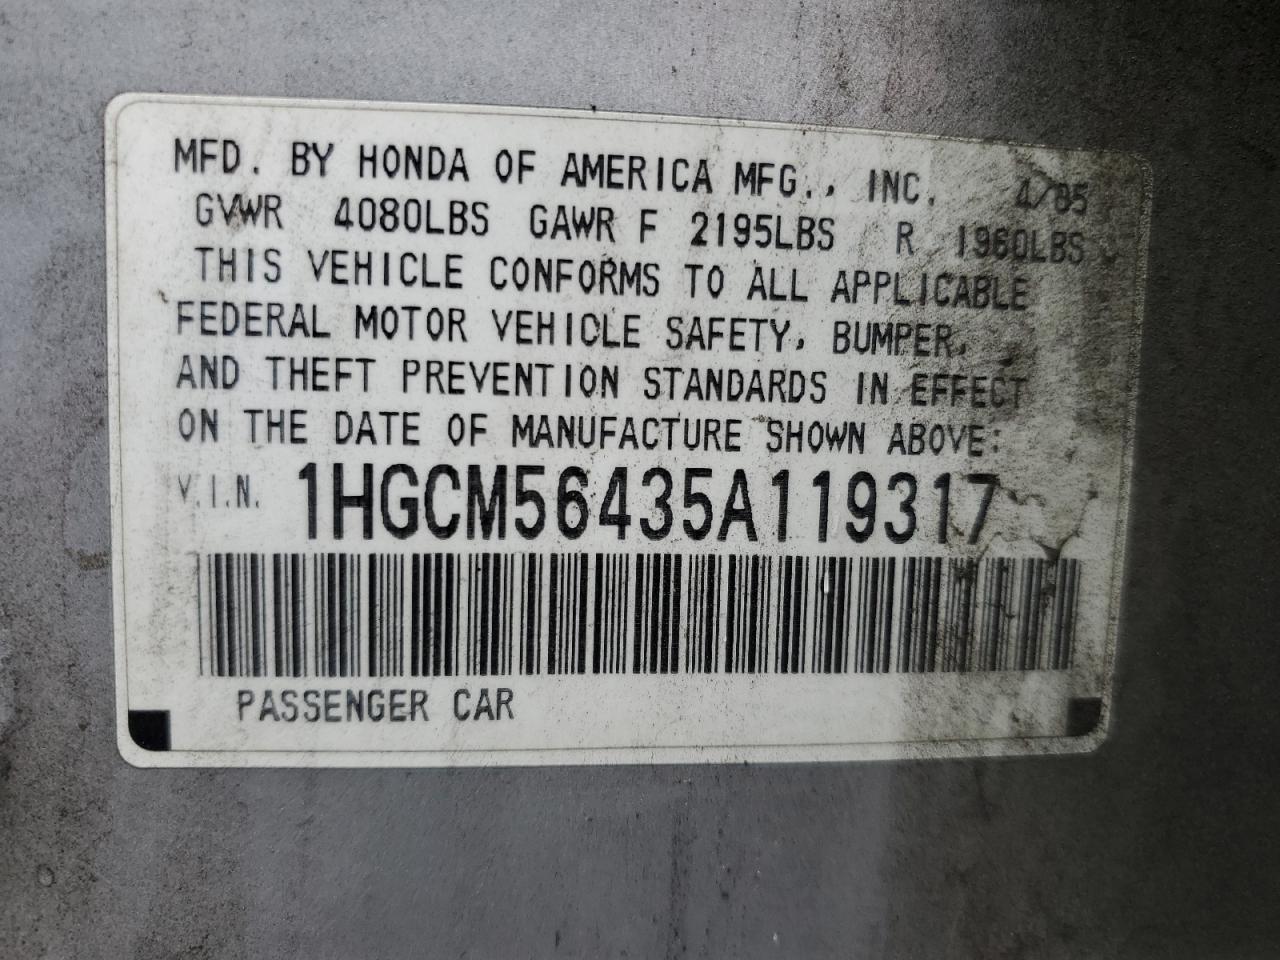 MFD. BY HONDA OF AMERICA MFG., INC. 4/05
GVWR 4080LBS GAWR F 2195LBS R 1960LBS
THIS VEHICLE CONFORMS TO ALL APPLICABLE
FEDERAL MOTOR VEHICLE SAFETY, BUMPER,
AND THEFT PREVENTION STANDARDS IN EFFECT
ON THE DATE OF MANUFACTURE SHOWN ABOVE:
V.I.N. 1HGCM56435A119317
PASSENGER CAR